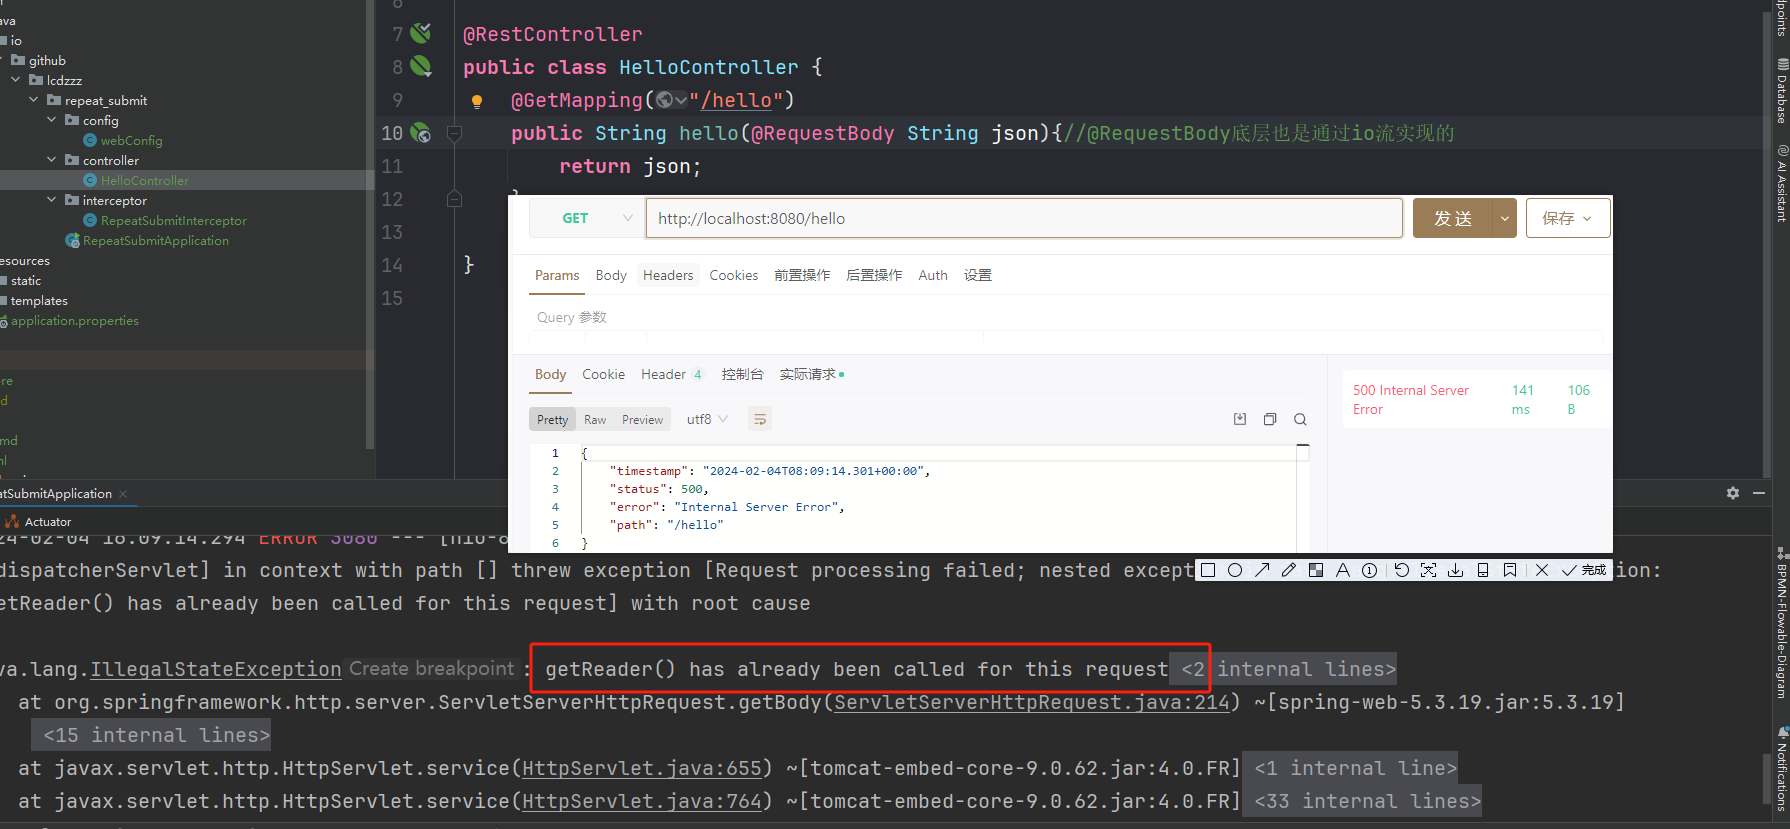 ava
io
github
lcdzzz
repeat_submit
config
webConfig
controller
HelloController
interceptor
RepeatSubmitInterceptor
RepeatSubmitApplication
esources
static
templates
application.properties
re
d
md
ml
6
7 @RestController
8 public class HelloController {
9 @GetMapping("/hello")
10 public String hello(@RequestBody String json){//@RequestBody底层也是通过io流实现的
11 return json;
12
13
14 }
15
GET http://localhost:8080/hello 发 送 保存
Params Body Headers Cookies 前置操作 后置操作 Auth 设置
Query 参数
Body Cookie Header 4 控制台 实际请求
500 Internal Server Error 141 ms 106 B
Pretty Raw Preview utf8
1 {
2 "timestamp": "2024-02-04T08:09:14.301+00:00",
3 "status": 500,
4 "error": "Internal Server Error",
5 "path": "/hello"
6 }
完成
atSubmitApplication
Actuator
24-02-04 16:09:14.294 ERROR 5080 --- [nio-8
dispatcherServlet] in context with path [] threw exception [Request processing failed; nested except ion:
etReader() has already been called for this request] with root cause
va.lang.IllegalStateException Create breakpoint : getReader() has already been called for this request <2 internal lines>
at org.springframework.http.server.ServletServerHttpRequest.getBody(ServletServerHttpRequest.java:214) ~[spring-web-5.3.19.jar:5.3.19]
<15 internal lines>
at javax.servlet.http.HttpServlet.service(HttpServlet.java:655) ~[tomcat-embed-core-9.0.62.jar:4.0.FR] <1 internal line>
at javax.servlet.http.HttpServlet.service(HttpServlet.java:764) ~[tomcat-embed-core-9.0.62.jar:4.0.FR] <33 internal lines>
dpoints
Database
AI Assistant
BPMN-Flowable-Diagram
Notifications